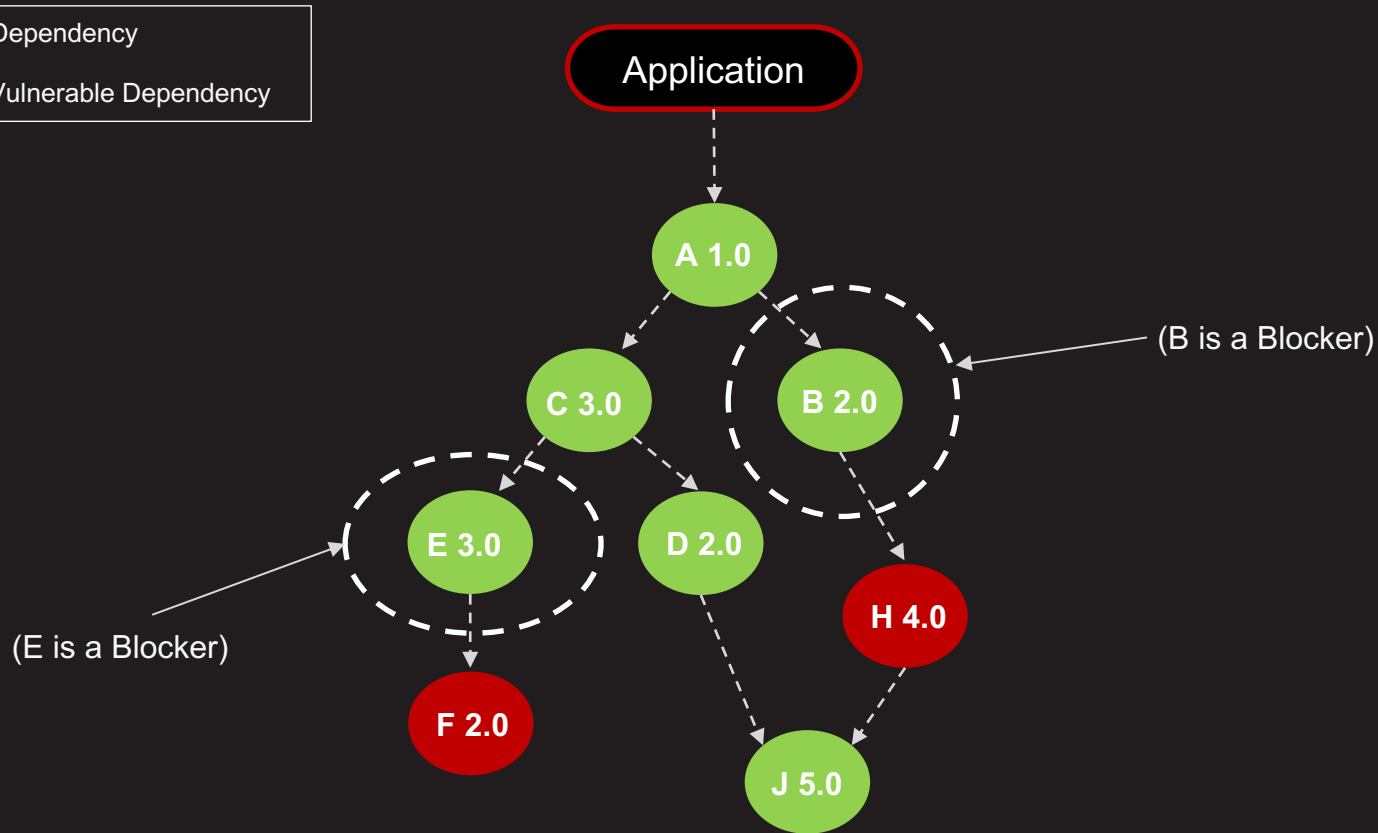 Dependency
Vulnerable Dependency
Application
A 1.0
(B is a Blocker)
C 3.0
B 2.0
E 3.0
D 2.0
H 4.0
(E is a Blocker)
F 2.0
J 5.0